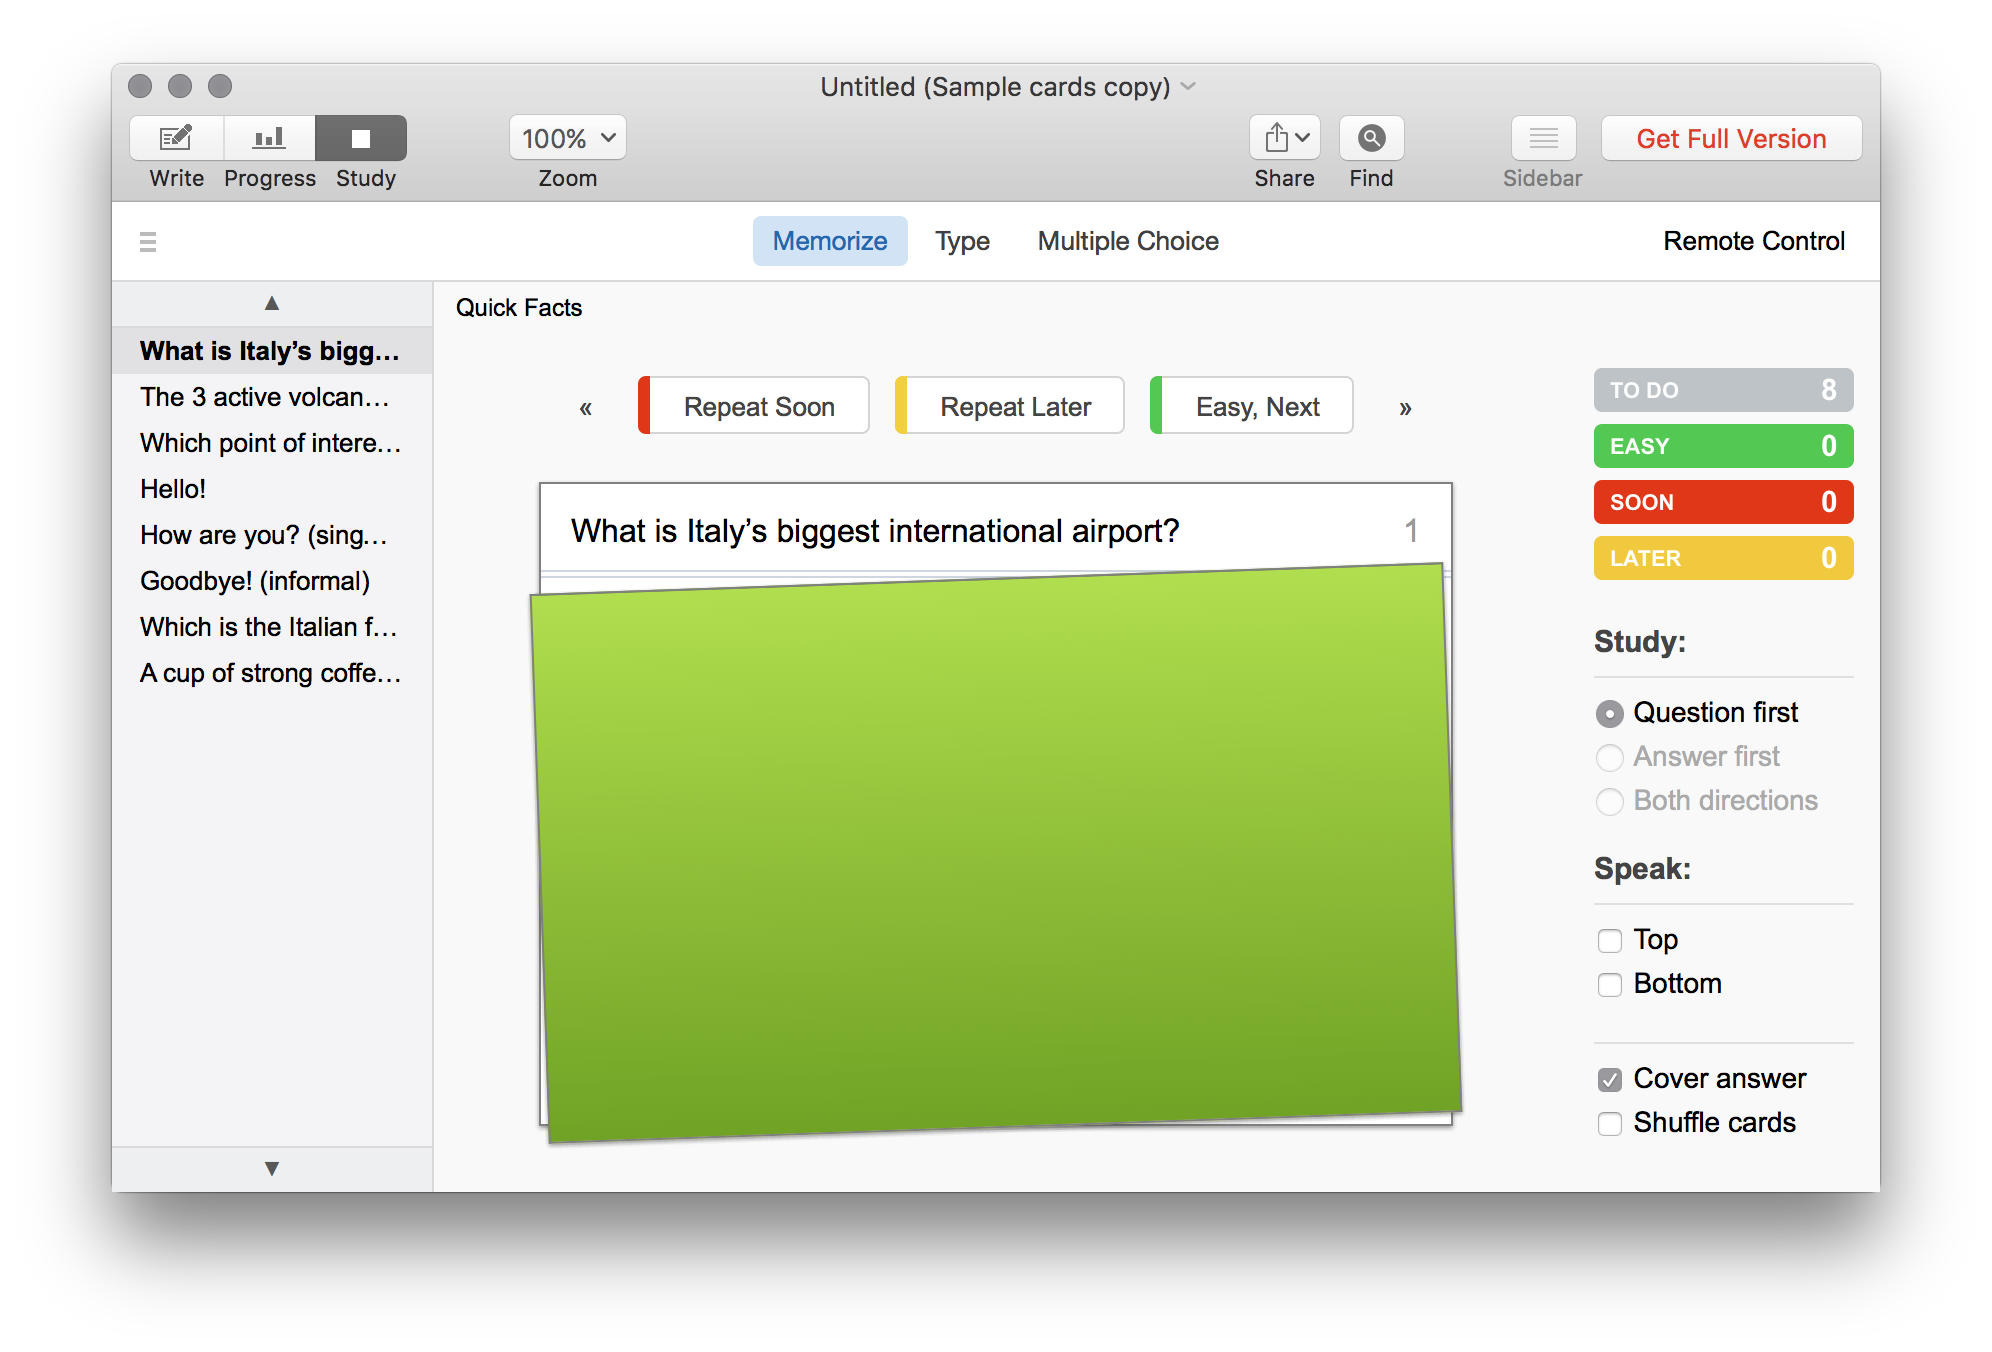 Untitled (Sample cards copy)
100%
Get Full Version
Write Progress Study Zoom Share Find Sidebar
Memorize Type Multiple Choice Remote Control
▲
Quick Facts
What is Italy’s bigg…
The 3 active volcan…
Which point of intere…
Hello!
How are you? (sing…
Goodbye! (informal)
Which is the Italian f…
A cup of strong coffe…
▼
« Repeat Soon Repeat Later Easy, Next »
What is Italy’s biggest international airport? 1
TO DO 8
EASY 0
SOON 0
LATER 0
Study:
Question first
Answer first
Both directions
Speak:
Top
Bottom
Cover answer
Shuffle cards